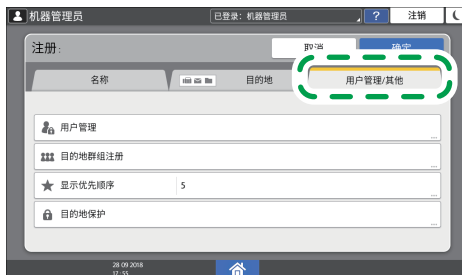 机器管理员
已登录：机器管理员
?
注销
注册:
取消
确定
名称
目的地
用户管理/其他
用户管理
目的地群组注册
显示优先顺序 5
目的地保护
28 09 2018
17:55